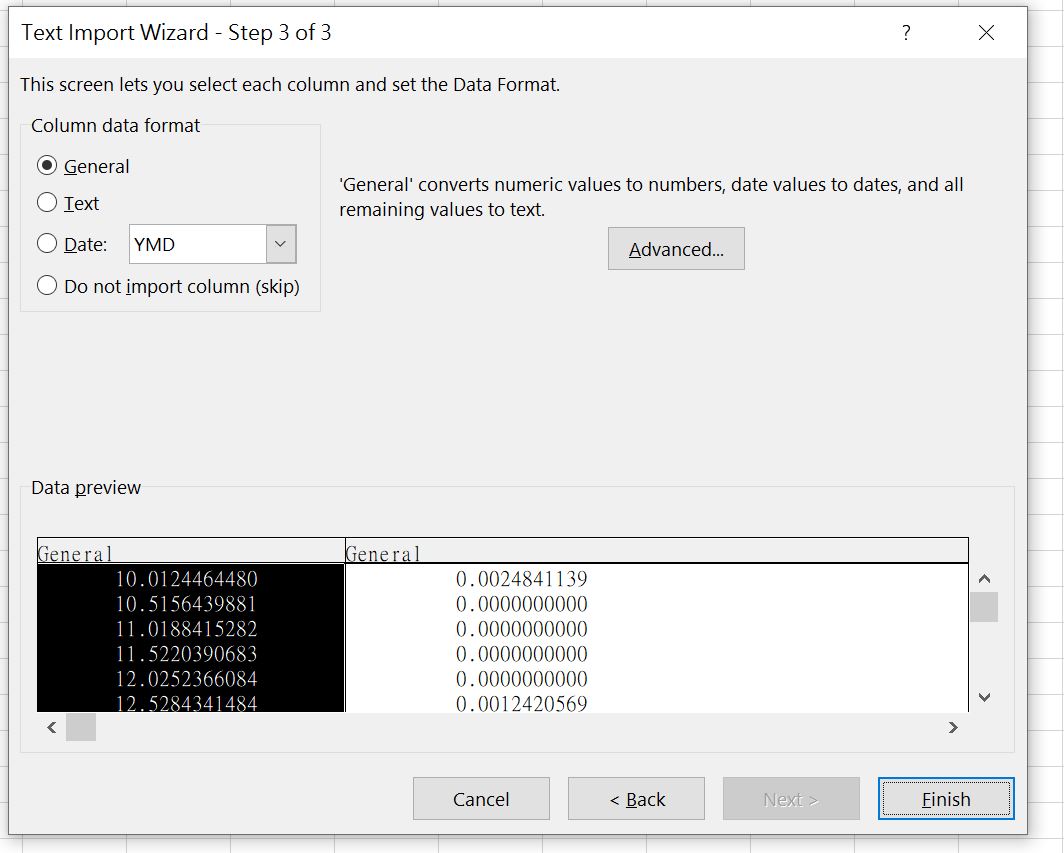 Text Import Wizard - Step 3 of 3
?
This screen lets you select each column and set the Data Format.
Column data format
General
Text
Date: YMD
Do not import column (skip)
'General' converts numeric values to numbers, date values to dates, and all
remaining values to text.
Advanced...
Data preview
General General
10.0124464480 0.0024841139
10.5156439881 0.0000000000
11.0188415282 0.0000000000
11.5220390683 0.0000000000
12.0252366084 0.0000000000
12.5284341484 0.0012420569
Cancel < Back Next > Finish